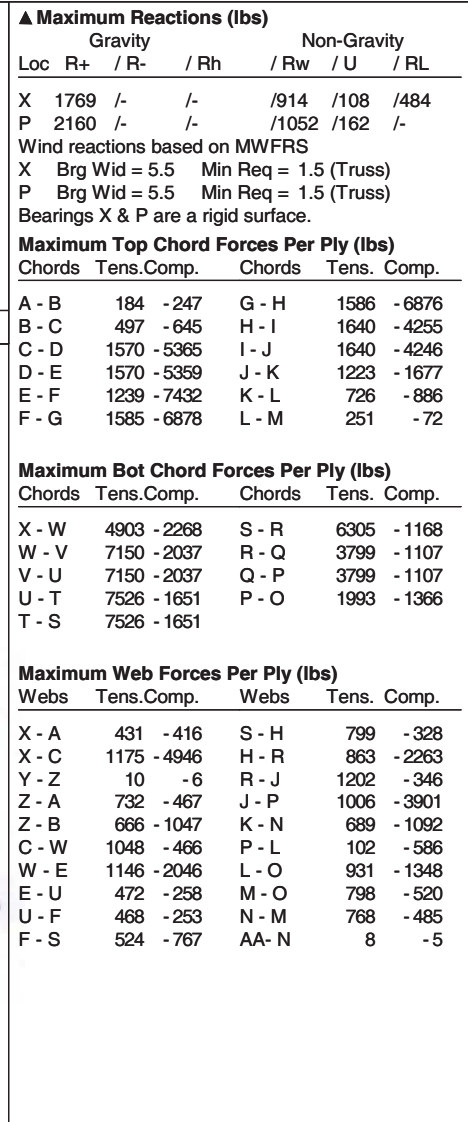 ▲ Maximum Reactions (lbs)
Gravity Non-Gravity
Loc R+ / R- / Rh / Rw / U / RL
X 1769 /- /- /914 /108 /484
P 2160 /- /- /1052 /162 /-
Wind reactions based on MWFRS
X Brg Wid = 5.5 Min Req = 1.5 (Truss)
P Brg Wid = 5.5 Min Req = 1.5 (Truss)
Bearings X & P are a rigid surface.
Maximum Top Chord Forces Per Ply (lbs)
Chords Tens.Comp. Chords Tens. Comp.
A - B 184 - 247 G - H 1586 - 6876
B - C 497 - 645 H - I 1640 - 4255
C - D 1570 - 5365 I - J 1640 - 4246
D - E 1570 - 5359 J - K 1223 - 1677
E - F 1239 - 7432 K - L 726 - 886
F - G 1585 - 6878 L - M 251 - 72
Maximum Bot Chord Forces Per Ply (lbs)
Chords Tens.Comp. Chords Tens. Comp.
X - W 4903 - 2268 S - R 6305 - 1168
W - V 7150 - 2037 R - Q 3799 - 1107
V - U 7150 - 2037 Q - P 3799 - 1107
U - T 7526 - 1651 P - O 1993 - 1366
T - S 7526 - 1651
Maximum Web Forces Per Ply (lbs)
Webs Tens.Comp. Webs Tens. Comp.
X - A 431 - 416 S - H 799 - 328
X - C 1175 - 4946 H - R 863 - 2263
Y - Z 10 - 6 R - J 1202 - 346
Z - A 732 - 467 J - P 1006 - 3901
Z - B 666 - 1047 K - N 689 - 1092
C - W 1048 - 466 P - L 102 - 586
W - E 1146 - 2046 L - O 931 - 1348
E - U 472 - 258 M - O 798 - 520
U - F 468 - 253 N - M 768 - 485
F - S 524 - 767 AA- N 8 - 5